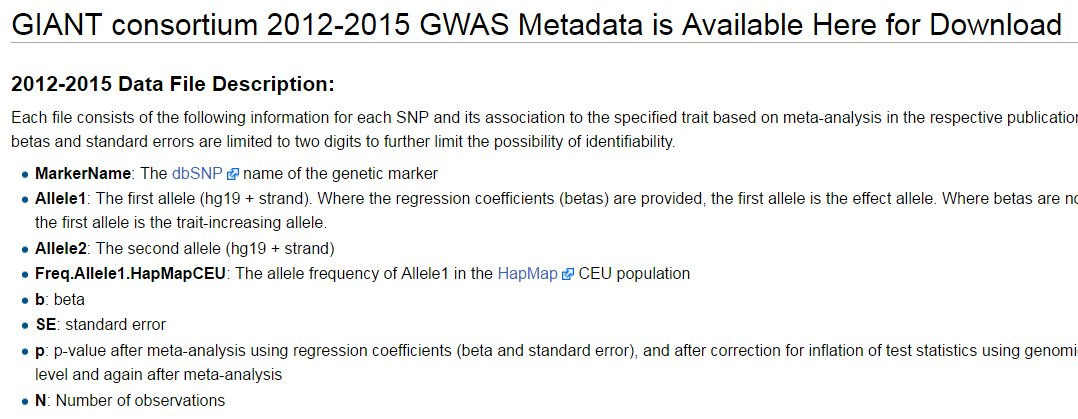 GIANT consortium 2012-2015 GWAS Metadata is Available Here for Download
2012-2015 Data File Description:
Each file consists of the following information for each SNP and its association to the specified trait based on meta-analysis in the respective publication
betas and standard errors are limited to two digits to further limit the possibility of identifiability.
• MarkerName: The dbSNP name of the genetic marker
• Allele1: The first allele (hg19 + strand). Where the regression coefficients (betas) are provided, the first allele is the effect allele. Where betas are
the first allele is the trait-increasing allele.
• Allele2: The second allele (hg19 + strand)
• Freq.Allele1.HapMapCEU: The allele frequency of Allele1 in the HapMap CEU population
• b: beta
• SE: standard error
• p: p-value after meta-analysis using regression coefficients (beta and standard error), and after correction for inflation of test statistics using
level and again after meta-analysis
• N: Number of observations